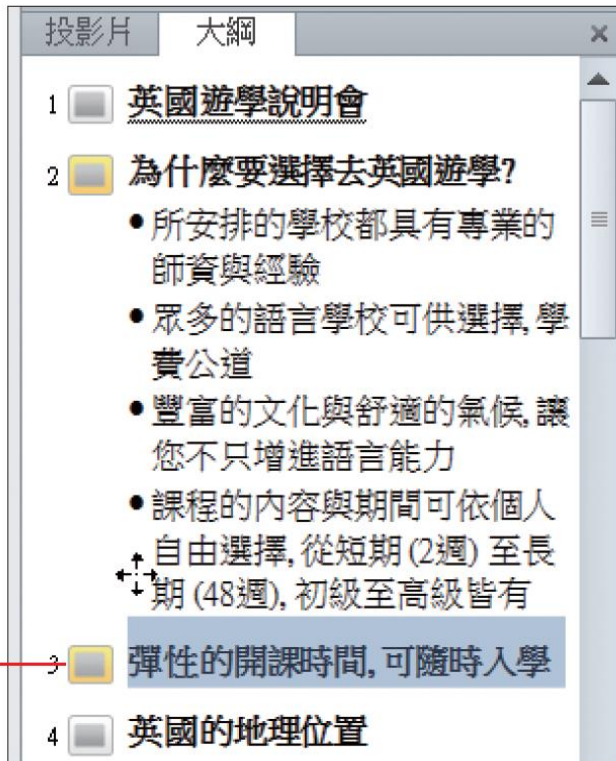 投影片 大綱
1 英國遊學說明會
2 為什麼要選擇去英國遊學?
• 所安排的學校都具有專業的
師資與經驗
• 眾多的語言學校可供選擇, 學
費公道
• 豐富的文化與舒適的氣候, 讓
您不只增進語言能力
• 課程的內容與期間可依個人
自由選擇, 從短期 (2週) 至長
期 (48週), 初級至高級皆有
3 彈性的開課時間, 可隨時入學
4 英國的地理位置